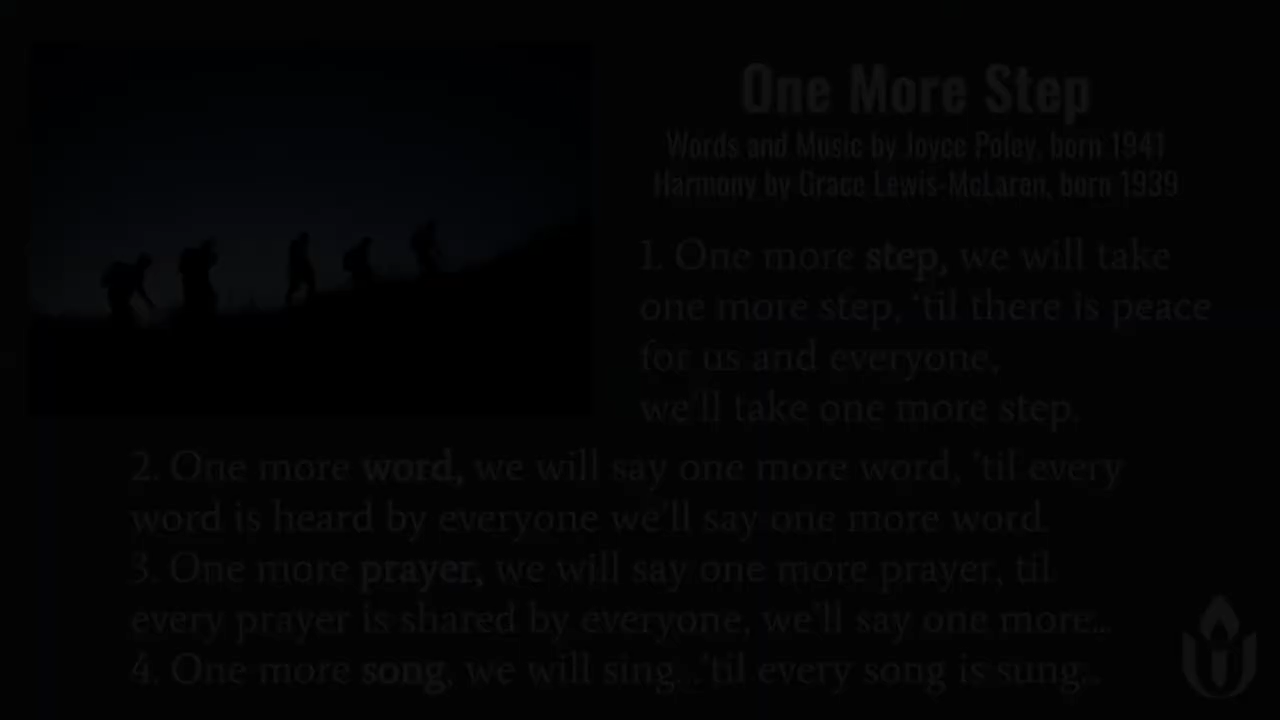 One More Step
Words and Music by Joyce Poley, born 1941
Harmony by Grace Lewis-McLaren, born 1939
1. One more step, we will take
one more step, 'til there is peace
for us and everyone,
we'll take one more step.
2. One more word, we will say one more word, 'til every
word is heard by everyone we'll say one more word.
3. One more prayer, we will say one more prayer, til
every prayer is shared by everyone, we'll say one more...
4. One more song, we will sing. .'til every song is sung...